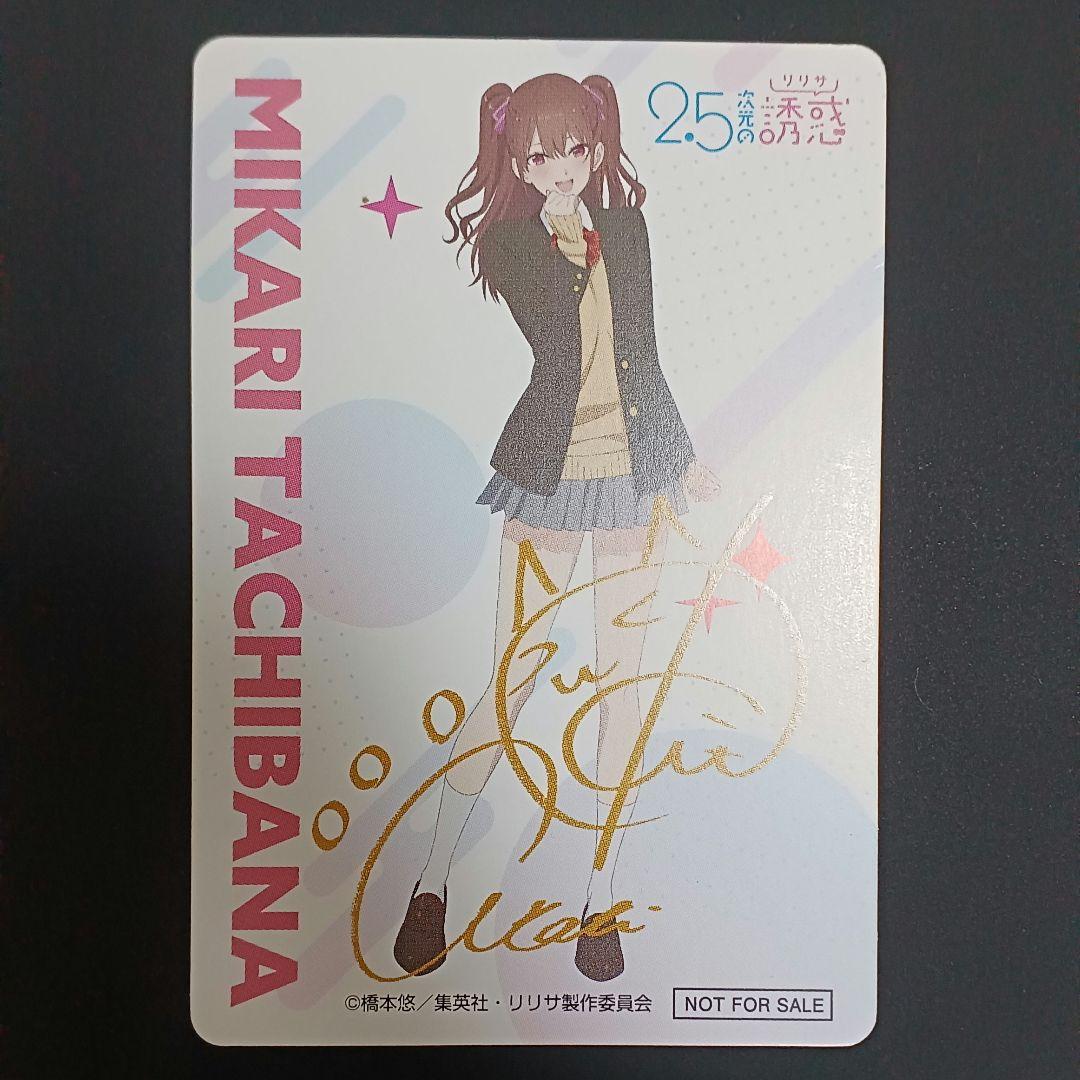 MIKARI TACHIBANA
リリサ
2.5次元の誘惑
©橋本悠／集英社・リリサ製作委員会
NOT FOR SALE